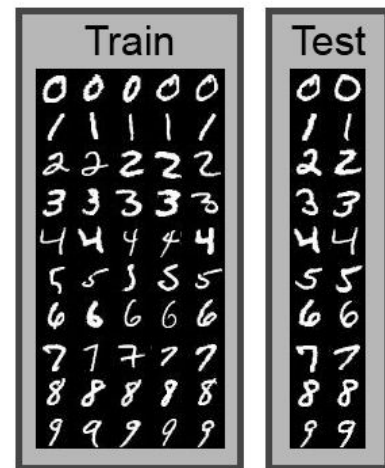 Train
0 0 0 0 0
1 1 1 1 1
2 2 2 2 2
3 3 3 3 3
4 4 4 4 4
5 5 5 5 5
6 6 6 6 6
7 7 7 7 7
8 8 8 8 8
9 9 9 9 9
Test
0 0
1 1
2 2
3 3
4 4
5 5
6 6
7 7
8 8
9 9